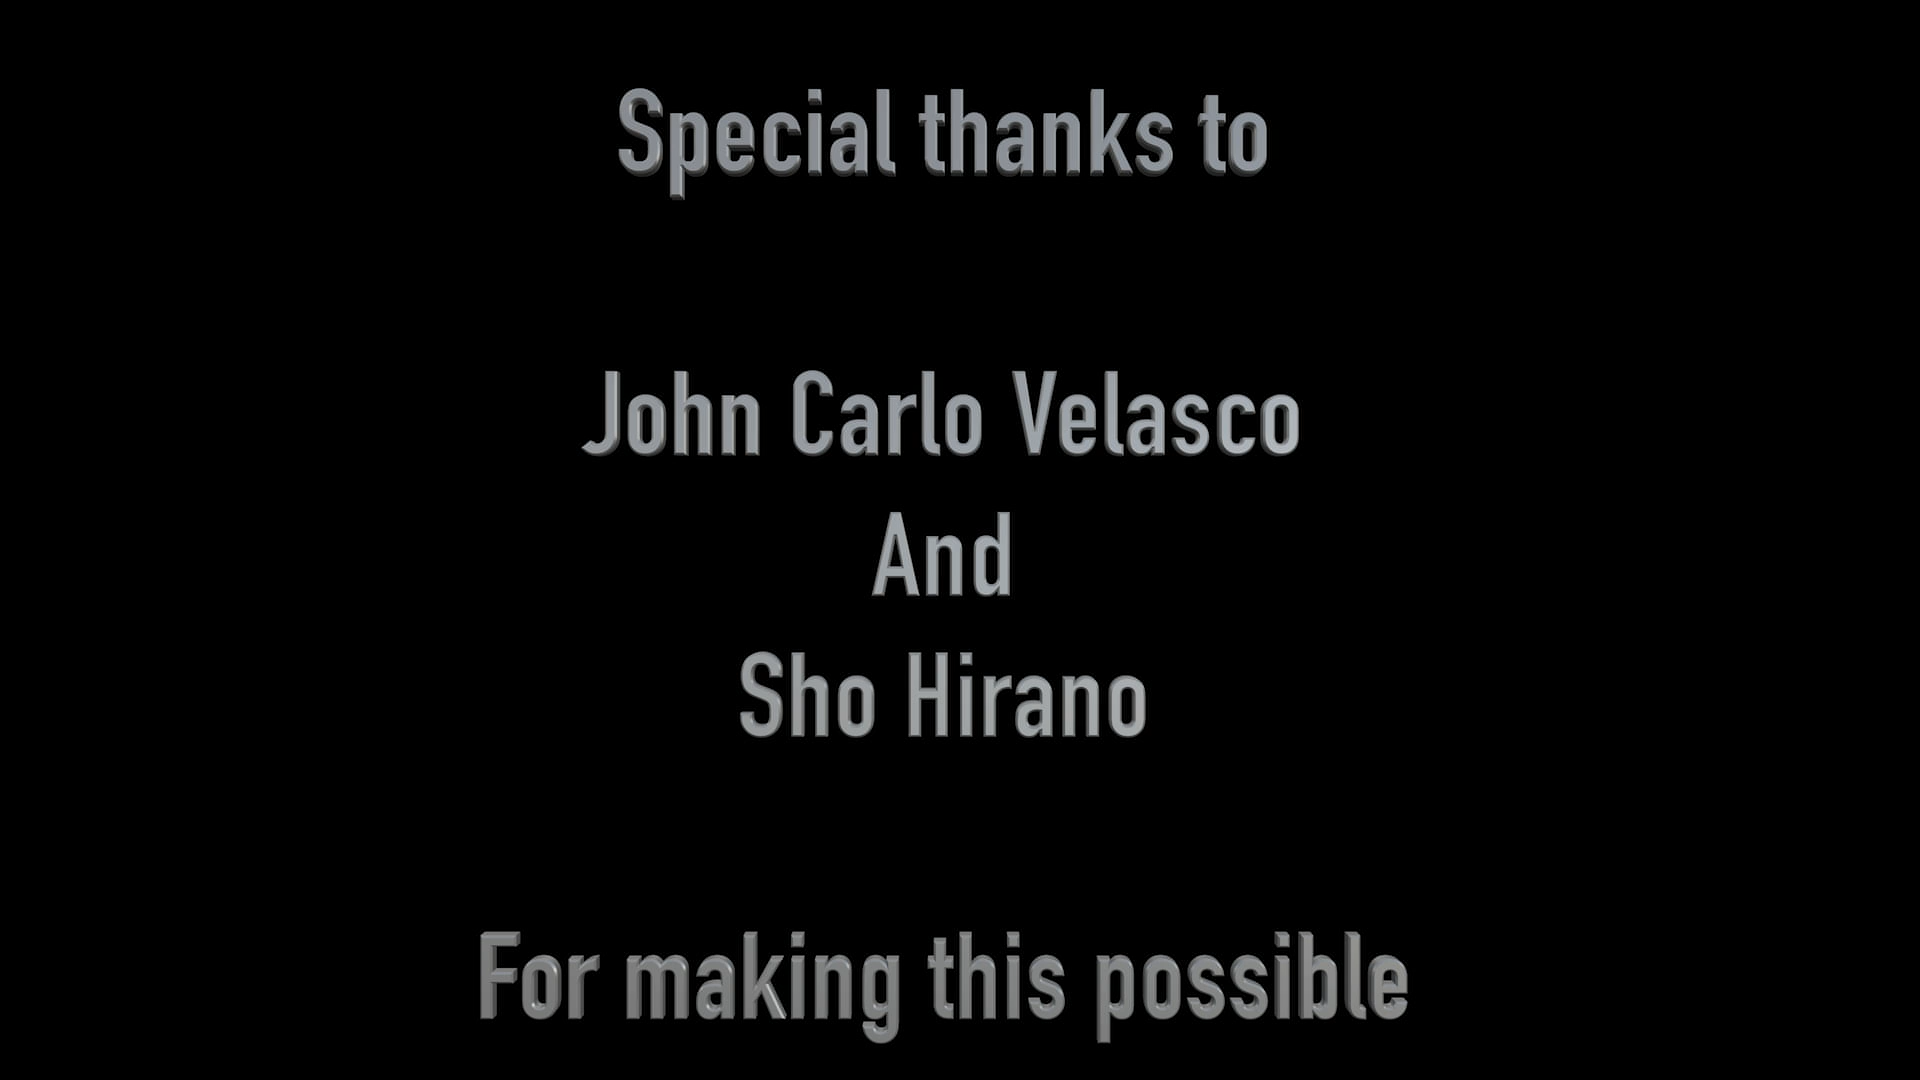 Special thanks to
John Carlo Velasco
And
Sho Hirano
For making this possible